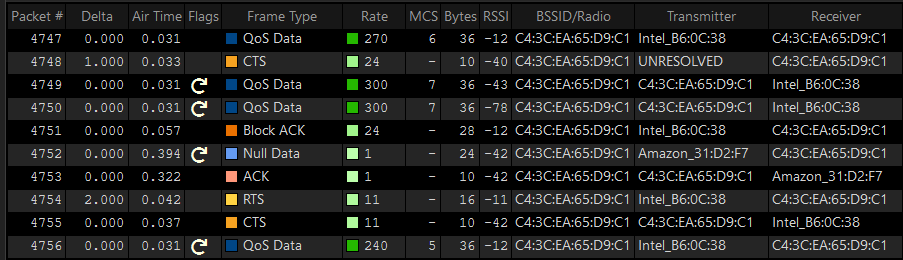 Packet # Delta Air Time Flags Frame Type Rate MCS Bytes RSSI BSSID/Radio Transmitter Receiver
4747 0.000 0.031 QoS Data 270 6 36 -12 C4:3C:EA:65:D9:C1 Intel_B6:0C:38 C4:3C:EA:65:D9:C1
4748 1.000 0.033 CTS 24 - 10 -40 C4:3C:EA:65:D9:C1 UNRESOLVED C4:3C:EA:65:D9:C1
4749 0.000 0.031 QoS Data 300 7 36 -43 C4:3C:EA:65:D9:C1 C4:3C:EA:65:D9:C1 Intel_B6:0C:38
4750 0.000 0.031 QoS Data 300 7 36 -78 C4:3C:EA:65:D9:C1 C4:3C:EA:65:D9:C1 Intel_B6:0C:38
4751 0.000 0.057 Block ACK 24 - 28 -12 C4:3C:EA:65:D9:C1 Intel_B6:0C:38 C4:3C:EA:65:D9:C1
4752 0.000 0.394 Null Data 1 - 24 -42 C4:3C:EA:65:D9:C1 Amazon_31:D2:F7 C4:3C:EA:65:D9:C1
4753 0.000 0.322 ACK 1 - 10 -42 C4:3C:EA:65:D9:C1 C4:3C:EA:65:D9:C1 Amazon_31:D2:F7
4754 2.000 0.042 RTS 11 - 16 -11 C4:3C:EA:65:D9:C1 Intel_B6:0C:38 C4:3C:EA:65:D9:C1
4755 0.000 0.037 CTS 11 - 10 -42 C4:3C:EA:65:D9:C1 C4:3C:EA:65:D9:C1 Intel_B6:0C:38
4756 0.000 0.031 QoS Data 240 5 36 -12 C4:3C:EA:65:D9:C1 Intel_B6:0C:38 C4:3C:EA:65:D9:C1